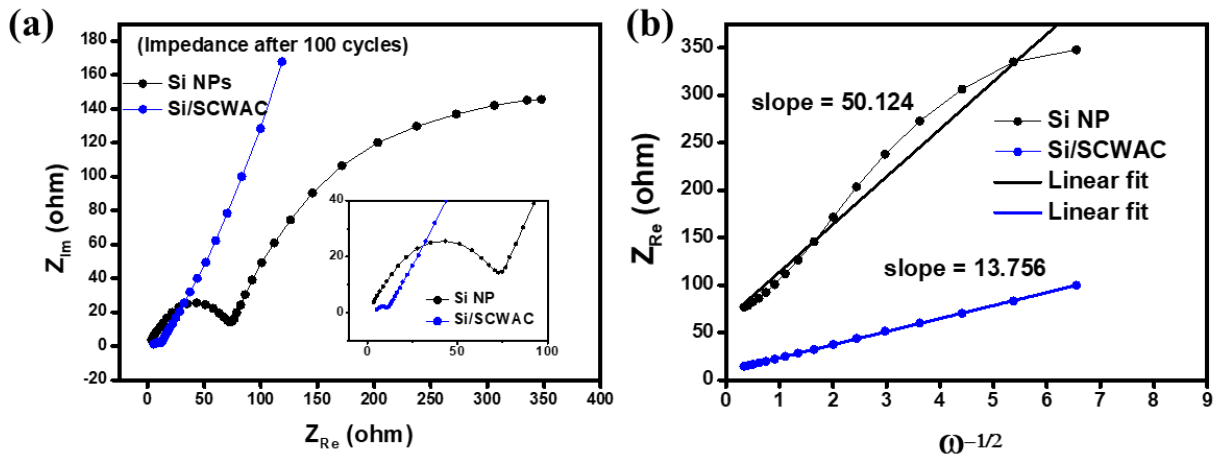 (a)
(Impedance after 100 cycles)
Si NPs
Si/SCWAC
180
160
140
120
100
80
60
40
20
0
-20
Z_Im (ohm)
0 50 100 150 200 250 300 350 400
Z_Re (ohm)
40
20
0
0 50 100
Si NP
Si/SCWAC
(b)
350
300
250
200
150
100
50
0
Z_Re (ohm)
slope = 50.124
Si NP
Si/SCWAC
Linear fit
Linear fit
slope = 13.756
0 1 2 3 4 5 6 7 8 9
ω^−1/2